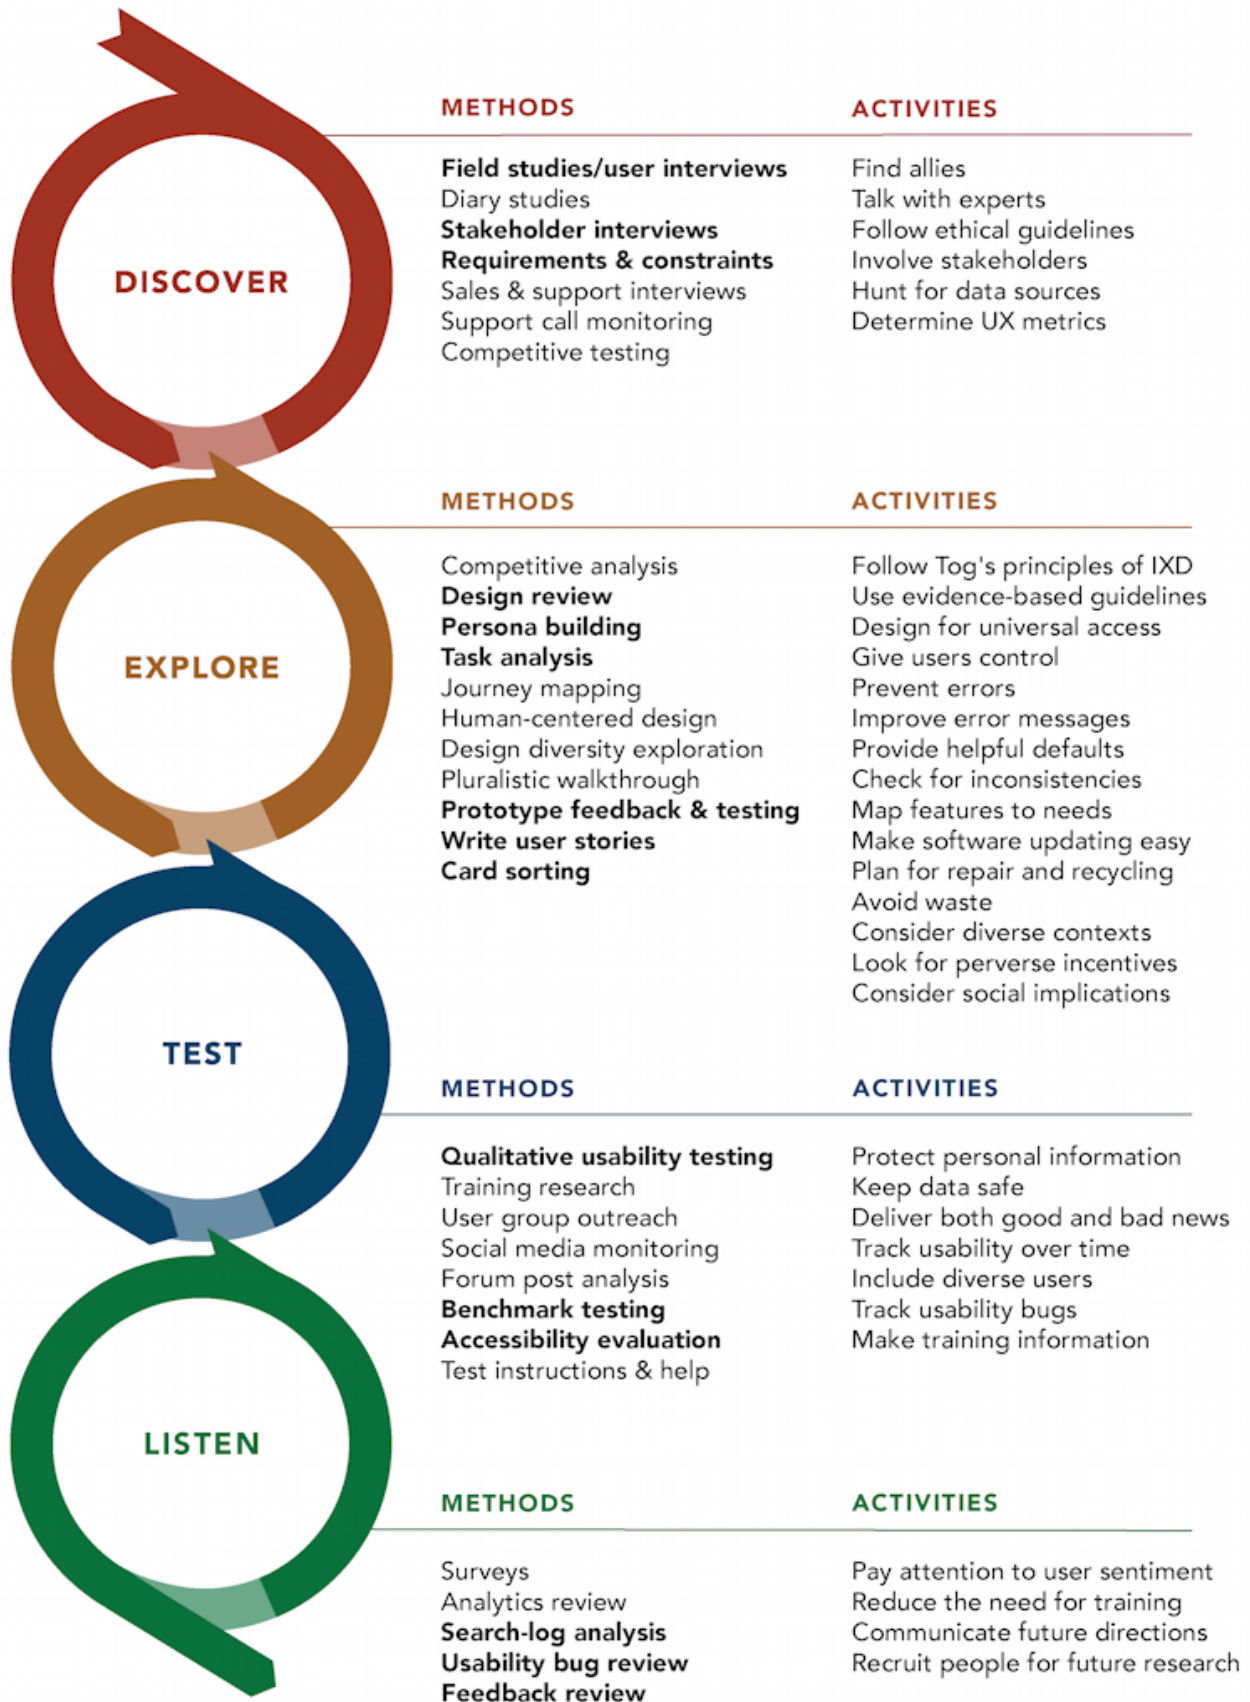 DISCOVER
METHODS
Field studies/user interviews
Diary studies
Stakeholder interviews
Requirements & constraints
Sales & support interviews
Support call monitoring
Competitive testing
ACTIVITIES
Find allies
Talk with experts
Follow ethical guidelines
Involve stakeholders
Hunt for data sources
Determine UX metrics
EXPLORE
METHODS
Competitive analysis
Design review
Persona building
Task analysis
Journey mapping
Human-centered design
Design diversity exploration
Pluralistic walkthrough
Prototype feedback & testing
Write user stories
Card sorting
ACTIVITIES
Follow Tog's principles of IXD
Use evidence-based guidelines
Design for universal access
Give users control
Prevent errors
Improve error messages
Provide helpful defaults
Check for inconsistencies
Map features to needs
Make software updating easy
Plan for repair and recycling
Avoid waste
Consider diverse contexts
Look for perverse incentives
Consider social implications
TEST
METHODS
Qualitative usability testing
Training research
User group outreach
Social media monitoring
Forum post analysis
Benchmark testing
Accessibility evaluation
Test instructions & help
ACTIVITIES
Protect personal information
Keep data safe
Deliver both good and bad news
Track usability over time
Include diverse users
Track usability bugs
Make training information
LISTEN
METHODS
Surveys
Analytics review
Search-log analysis
Usability bug review
Feedback review
ACTIVITIES
Pay attention to user sentiment
Reduce the need for training
Communicate future directions
Recruit people for future research